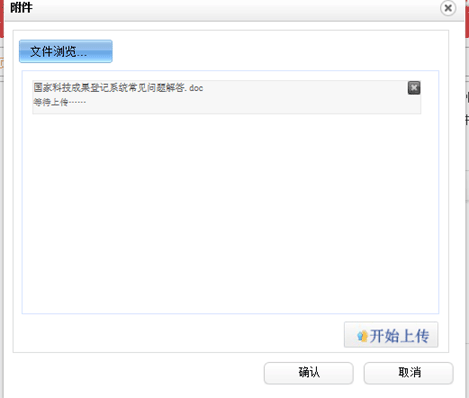 附件
文件浏览...
国家科技成果登记系统常见问题解答.doc
等待上传……
开始上传
确认
取消